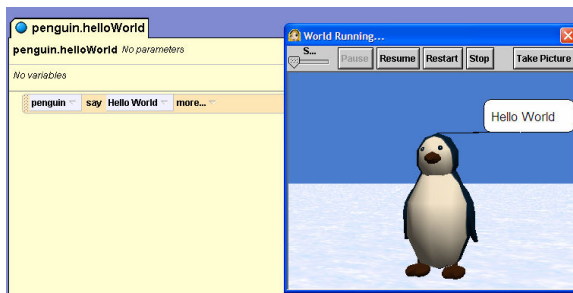 penguin.helloWorld
penguin.helloWorld No parameters
No variables
penguin say Hello World more...
World Running...
S...
Pause Resume Restart Stop Take Picture
Hello World